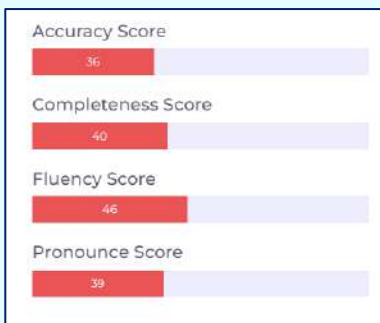 Accuracy Score
36
Completeness Score
40
Fluency Score
46
Pronounce Score
39